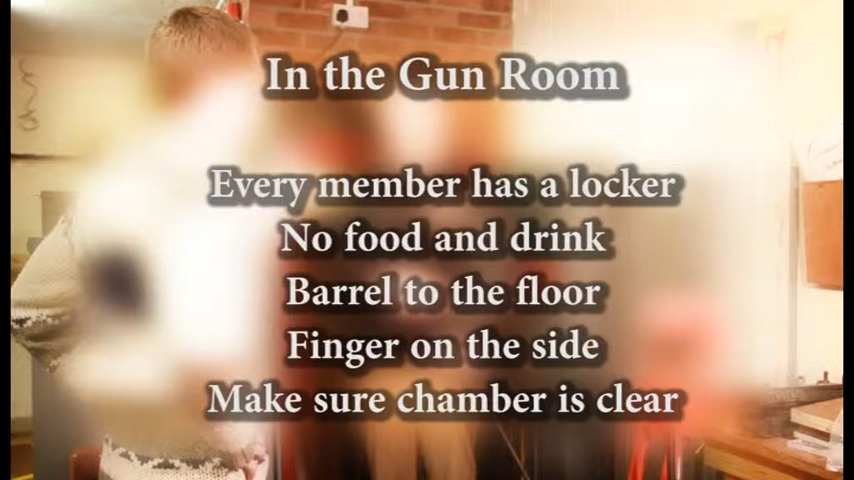 In the Gun Room
Every member has a locker
No food and drink
Barrel to the floor
Finger on the side
Make sure chamber is clear